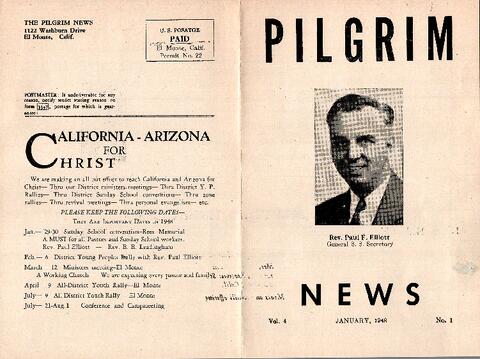 THE PILGRIM NEWS
1122 Washburn Drive
El Monte, Calif.
U. S. POSATGE
PAID
El Monte, Calif.
Permit No. 22
POSTMASTER: If undeliverable for any
reason, notify sender stating reason on
form 3547, postage for which is guar-
CALIFORNIA - ARIZONA
FOR
CHRIST
We are making an all out effort to reach California and Arizona for
Christ— Thru our District ministers meetings— Thru District Y. P.
Rallies— Thru District Sunday School conventions— Thru zone
rallies— Thru revival meetings— Thru personal evangelism— etc.
PLEASE KEEP THE FOLLOWING DATES—
They Are Important Dates in 1948
Jan.— 29-30 Sunday School convention-Rees Memorial
A MUST for all Pastors and Sunday School workers.
Rev. Paul Elliott — Rev. B. R. Leadingham
Feb.— 6 District Young Peoples Rally with Rev. Paul Elliott
March 12 Ministers meeting-El Monte
A Working Church We are expecting every pastor and family
April 9 All-District Youth Rally—El Monte
July— 9 All District Youth Rally El Monte
July— 21-Aug 1 Conference and Campmeeting
PILGRIM
Rev. Paul F. Elliott
General S. S. Secretary
NEWS
Vol. 4 JANUARY, 1948 No. 1